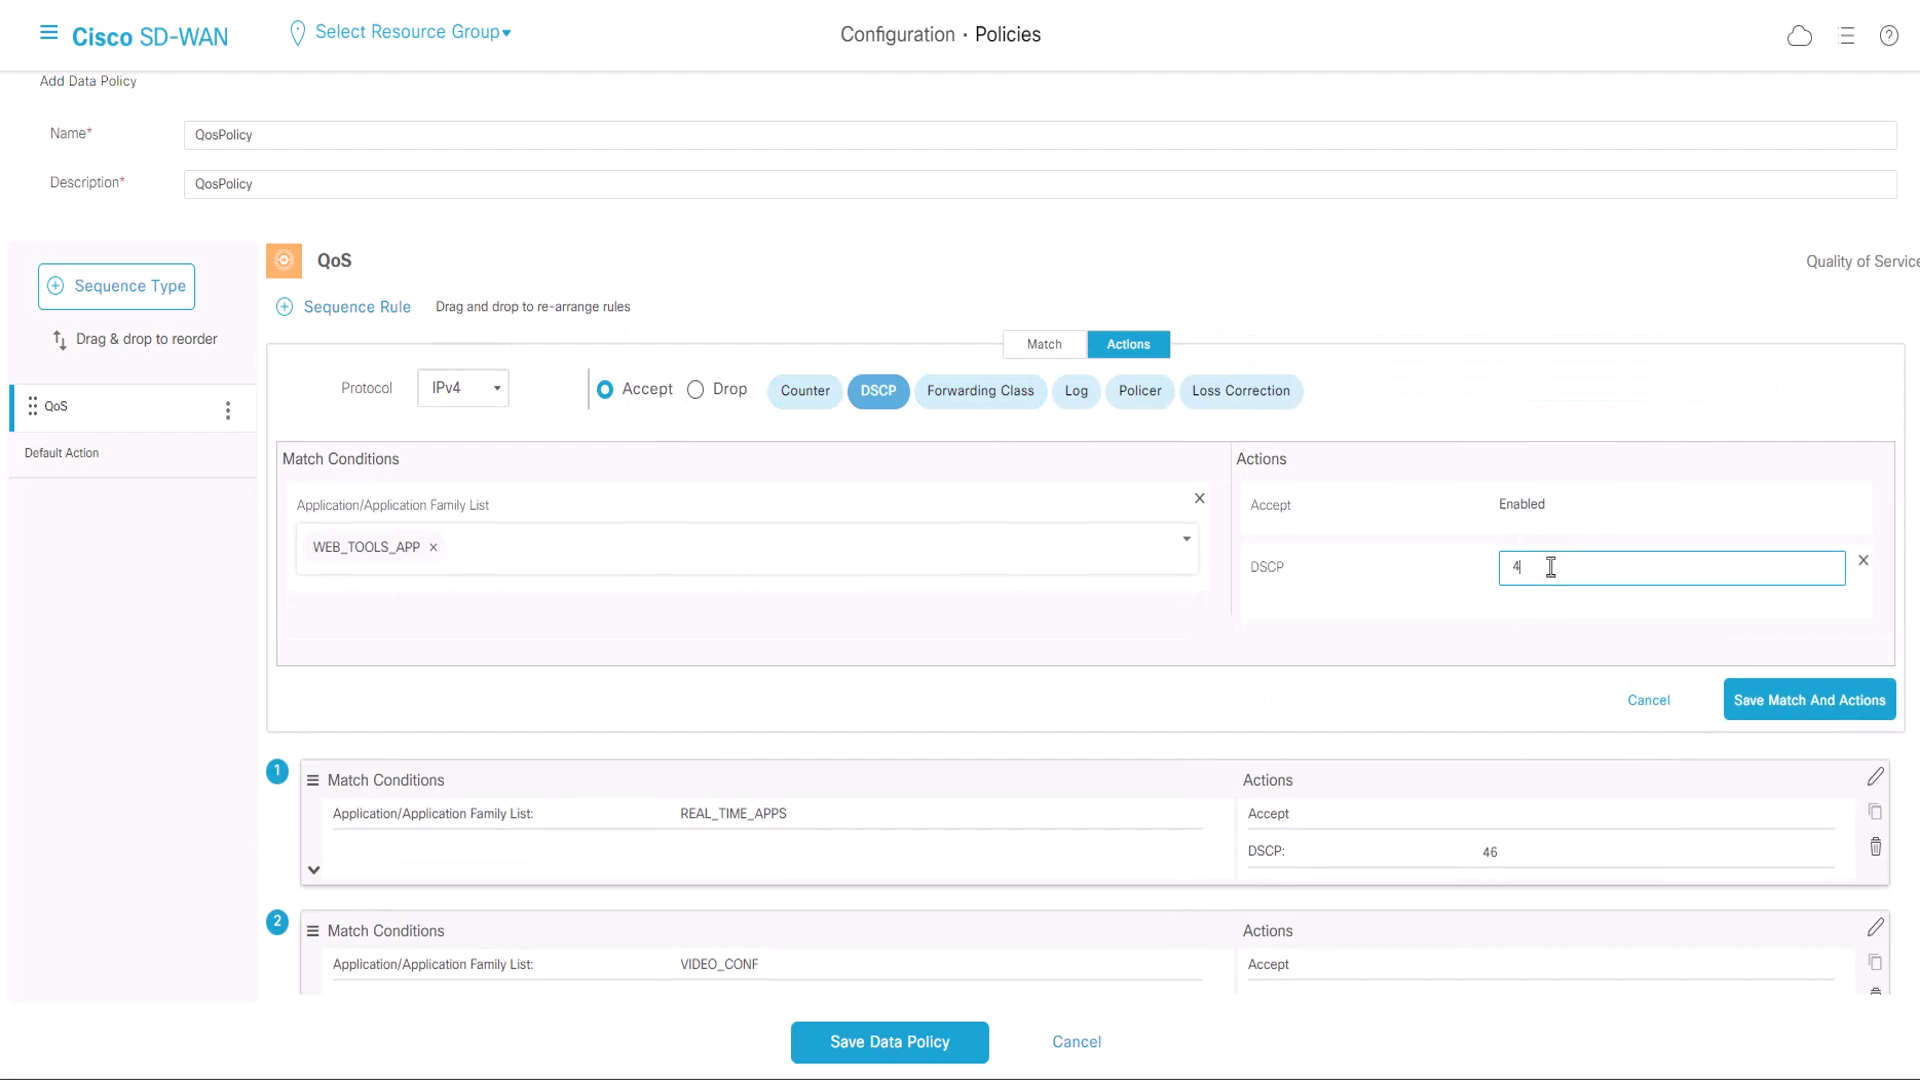 Cisco SD-WAN
Select Resource Group
Configuration · Policies
Add Data Policy
Name*
QosPolicy
Description*
QosPolicy
Sequence Type
Drag & drop to reorder
QoS
Default Action
QoS
Quality of Service
Sequence Rule
Drag and drop to re-arrange rules
Match
Actions
Protocol
IPv4
Accept
Drop
Counter
DSCP
Forwarding Class
Log
Policer
Loss Correction
Match Conditions
Actions
Application/Application Family List
WEB_TOOLS_APP
Accept
Enabled
DSCP
4
Cancel
Save Match And Actions
1
Match Conditions
Actions
Application/Application Family List:
REAL_TIME_APPS
Accept
DSCP:
46
2
Match Conditions
Actions
Application/Application Family List:
VIDEO_CONF
Accept
Save Data Policy
Cancel